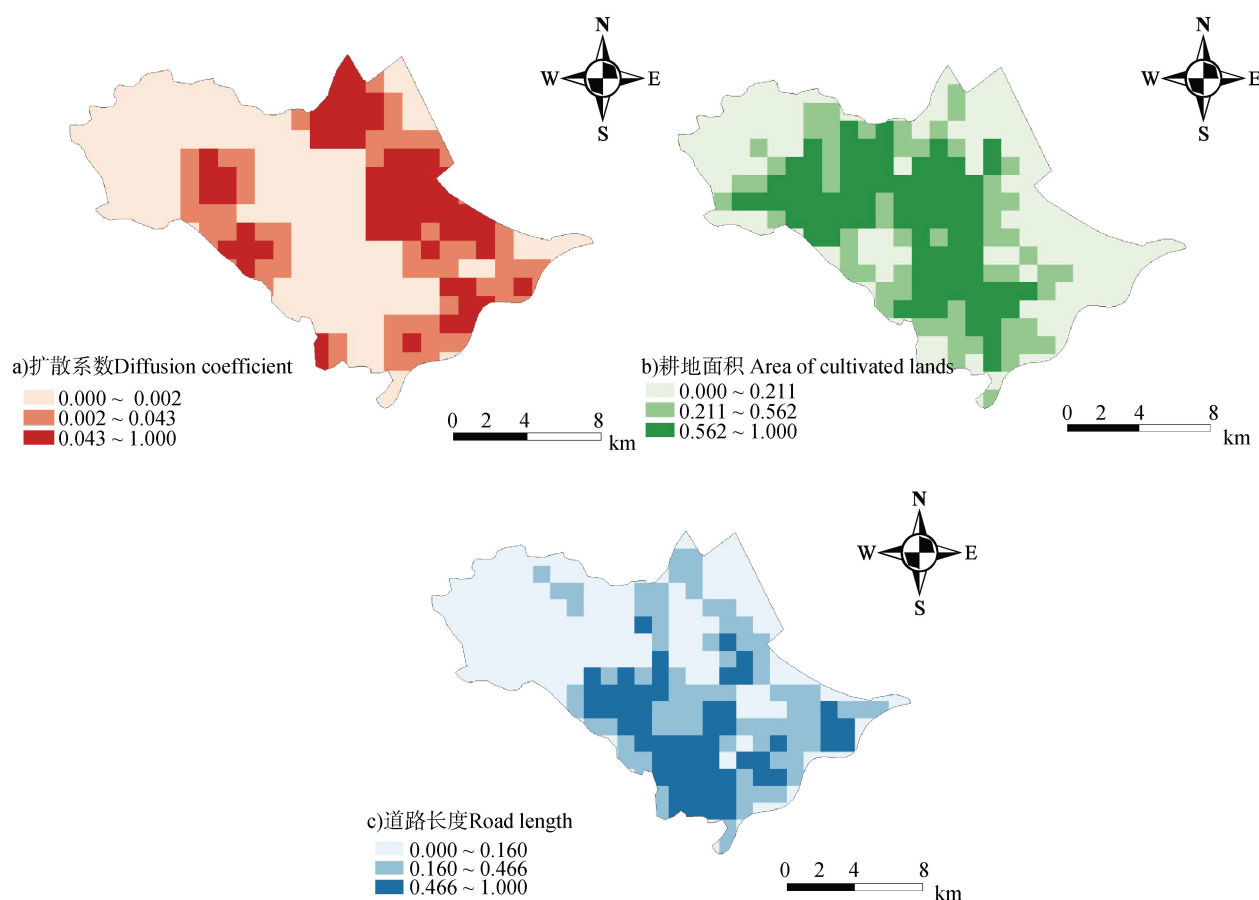 N
W E
S
a)扩散系数Diffusion coefficient
0.000 ~ 0.002
0.002 ~ 0.043
0.043 ~ 1.000
0 2 4 8
km
N
W E
S
b)耕地面积 Area of cultivated lands
0.000 ~ 0.211
0.211 ~ 0.562
0.562 ~ 1.000
0 2 4 8
km
N
W E
S
c)道路长度Road length
0.000 ~ 0.160
0.160 ~ 0.466
0.466 ~ 1.000
0 2 4 8
km